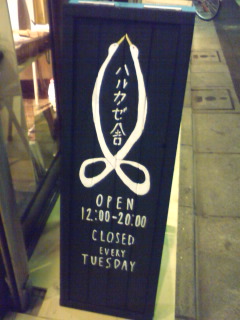 ハルカゼ舎
OPEN
12:00-20:00
CLOSED
EVERY
TUESDAY